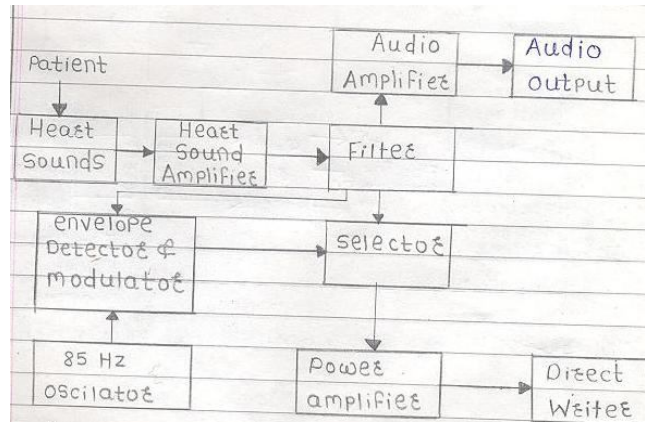 Patient
Heart
Sounds
Heart
Sound
Amplifier
Filter
Audio
Amplifier
Audio
output
envelope
Detector &
modulator
selector
85 Hz
oscilator
power
amplifier
Direct
Writer